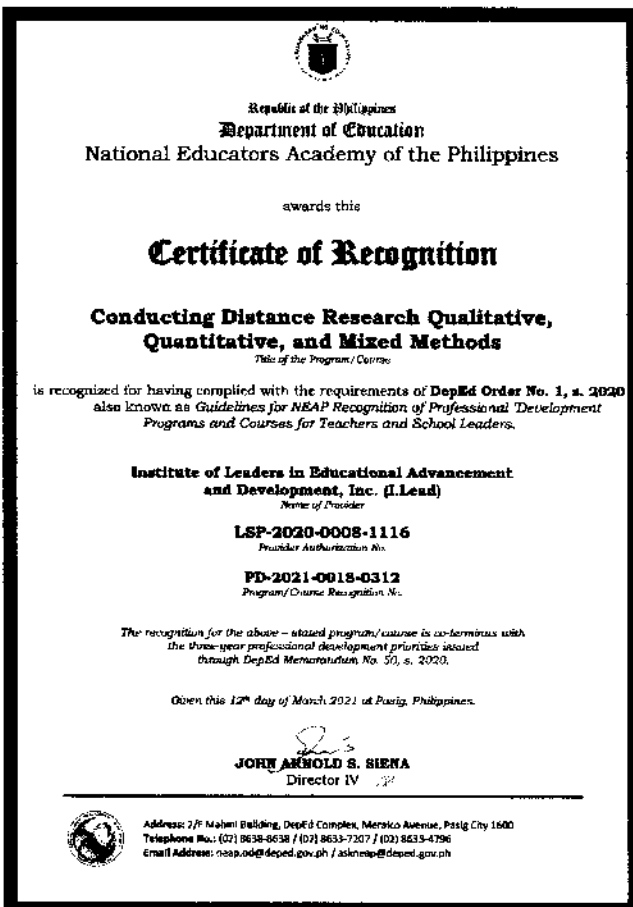 Republic of the Philippines
Department of Education
National Educators Academy of the Philippines
awards this
Certificate of Recognition
Conducting Distance Research Qualitative,
Quantitative, and Mixed Methods
Title of the Program/Course
is recognized for having complied with the requirements of DepEd Order No. 1, s. 2020
also known as Guidelines for NEAP Recognition of Professional Development
Programs and Courses for Teachers and School Leaders.
Institute of Leaders in Educational Advancement
and Development, Inc. (I.Lead)
Name of Provider
LSP-2020-0008-1116
Provider Authorization No.
PD-2021-0018-0312
Program/Course Recognition No.
The recognition for the above – stated program/course is co-terminus with
the three-year professional development priorities issued
through DepEd Memorandum No. 50, s. 2020.
Given this 12th day of March 2021 at Pasig, Philippines.
JOHN ARNOLD S. SIENA
Director IV
Address: 2/F Mabini Building, DepEd Complex, Meralco Avenue, Pasig City 1600
Telephone No.: (02) 8638-8638 / (02) 8633-7207 / (02) 8633-4796
Email Address: neap.od@deped.gov.ph / askneap@deped.gov.ph